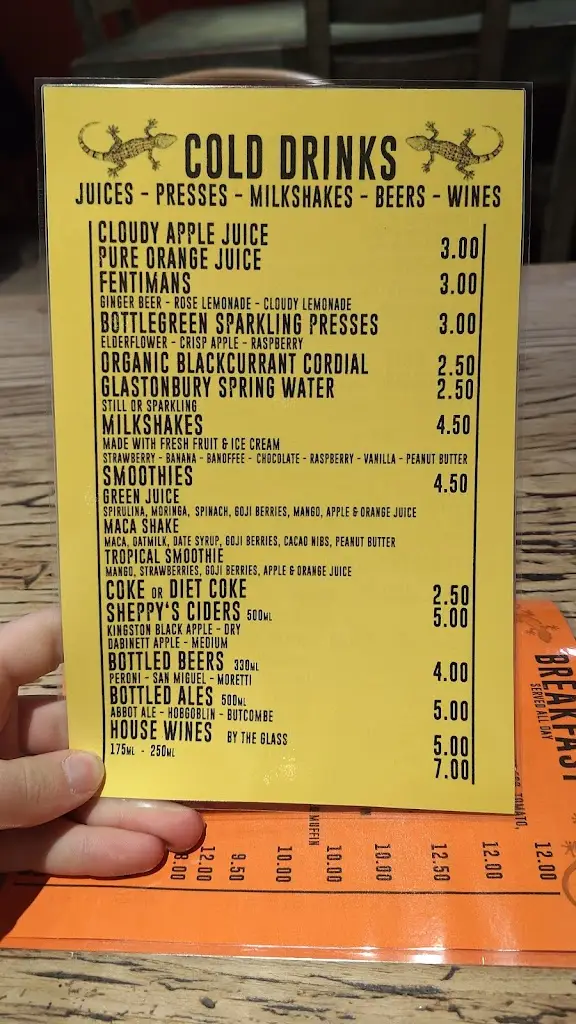 COLD DRINKS
JUICES - PRESSES - MILKSHAKES - BEERS - WINES
CLOUDY APPLE JUICE
PURE ORANGE JUICE 3.00
FENTIMANS 3.00
GINGER BEER - ROSE LEMONADE - CLOUDY LEMONADE
BOTTLEGREEN SPARKLING PRESSES 3.00
ELDERFLOWER - CRISP APPLE - RASPBERRY
ORGANIC BLACKCURRANT CORDIAL 2.50
GLASTONBURY SPRING WATER 2.50
STILL OR SPARKLING
MILKSHAKES 4.50
MADE WITH FRESH FRUIT & ICE CREAM
STRAWBERRY - BANANA - BANOFFEE - CHOCOLATE - RASPBERRY - VANILLA - PEANUT BUTTER
SMOOTHIES 4.50
GREEN JUICE
SPIRULINA, MORINGA, SPINACH, GOJI BERRIES, MANGO, APPLE & ORANGE JUICE
MACA SHAKE
MACA, OATMILK, DATE SYRUP, GOJI BERRIES, CACAO NIBS, PEANUT BUTTER
TROPICAL SMOOTHIE
MANGO, STRAWBERRIES, GOJI BERRIES, APPLE & ORANGE JUICE
COKE OR DIET COKE 2.50
SHEPPY'S CIDERS 500ML 5.00
KINGSTON BLACK APPLE - DRY
DABINETT APPLE - MEDIUM
BOTTLED BEERS 330ML 4.00
PERONI - SAN MIGUEL - MORETTI
BOTTLED ALES 500ML 5.00
ABBOT ALE - HOBGOBLIN - BUTCOMBE
HOUSE WINES BY THE GLASS 5.00
175ML - 250ML 7.00
BREAKFAST
SERVED ALL DAY
TOMATO,
& MUFFIN
12.00
12.00
12.50
10.00
10.00
10.00
9.50
12.00
8.00